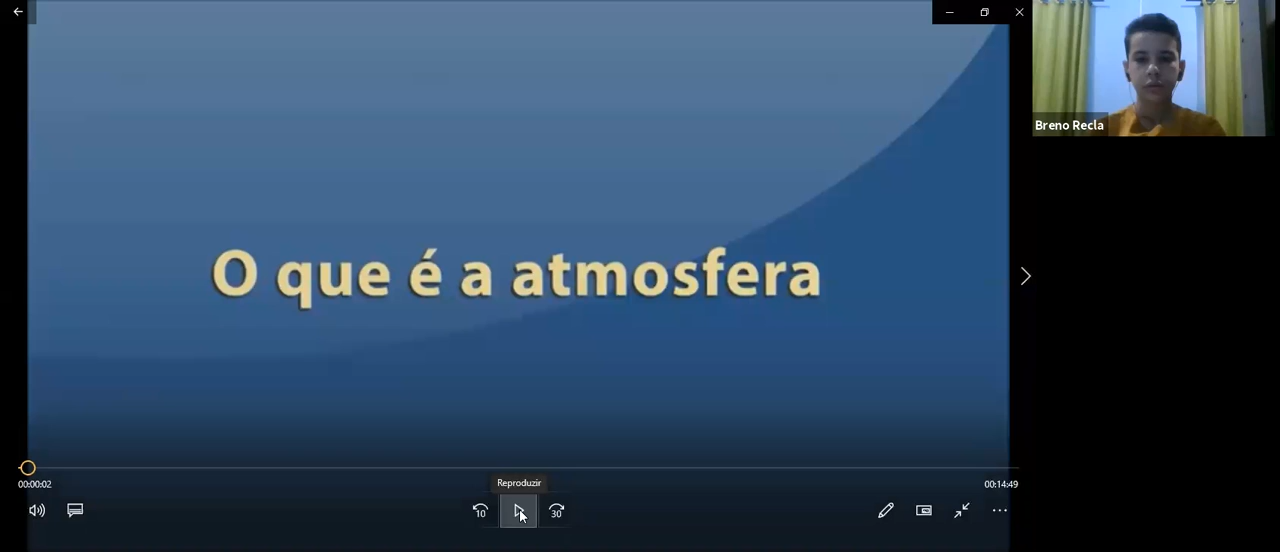 Breno Recla
O que é a atmosfera
Reproduzir
00:00:02
00:14:49
10
30